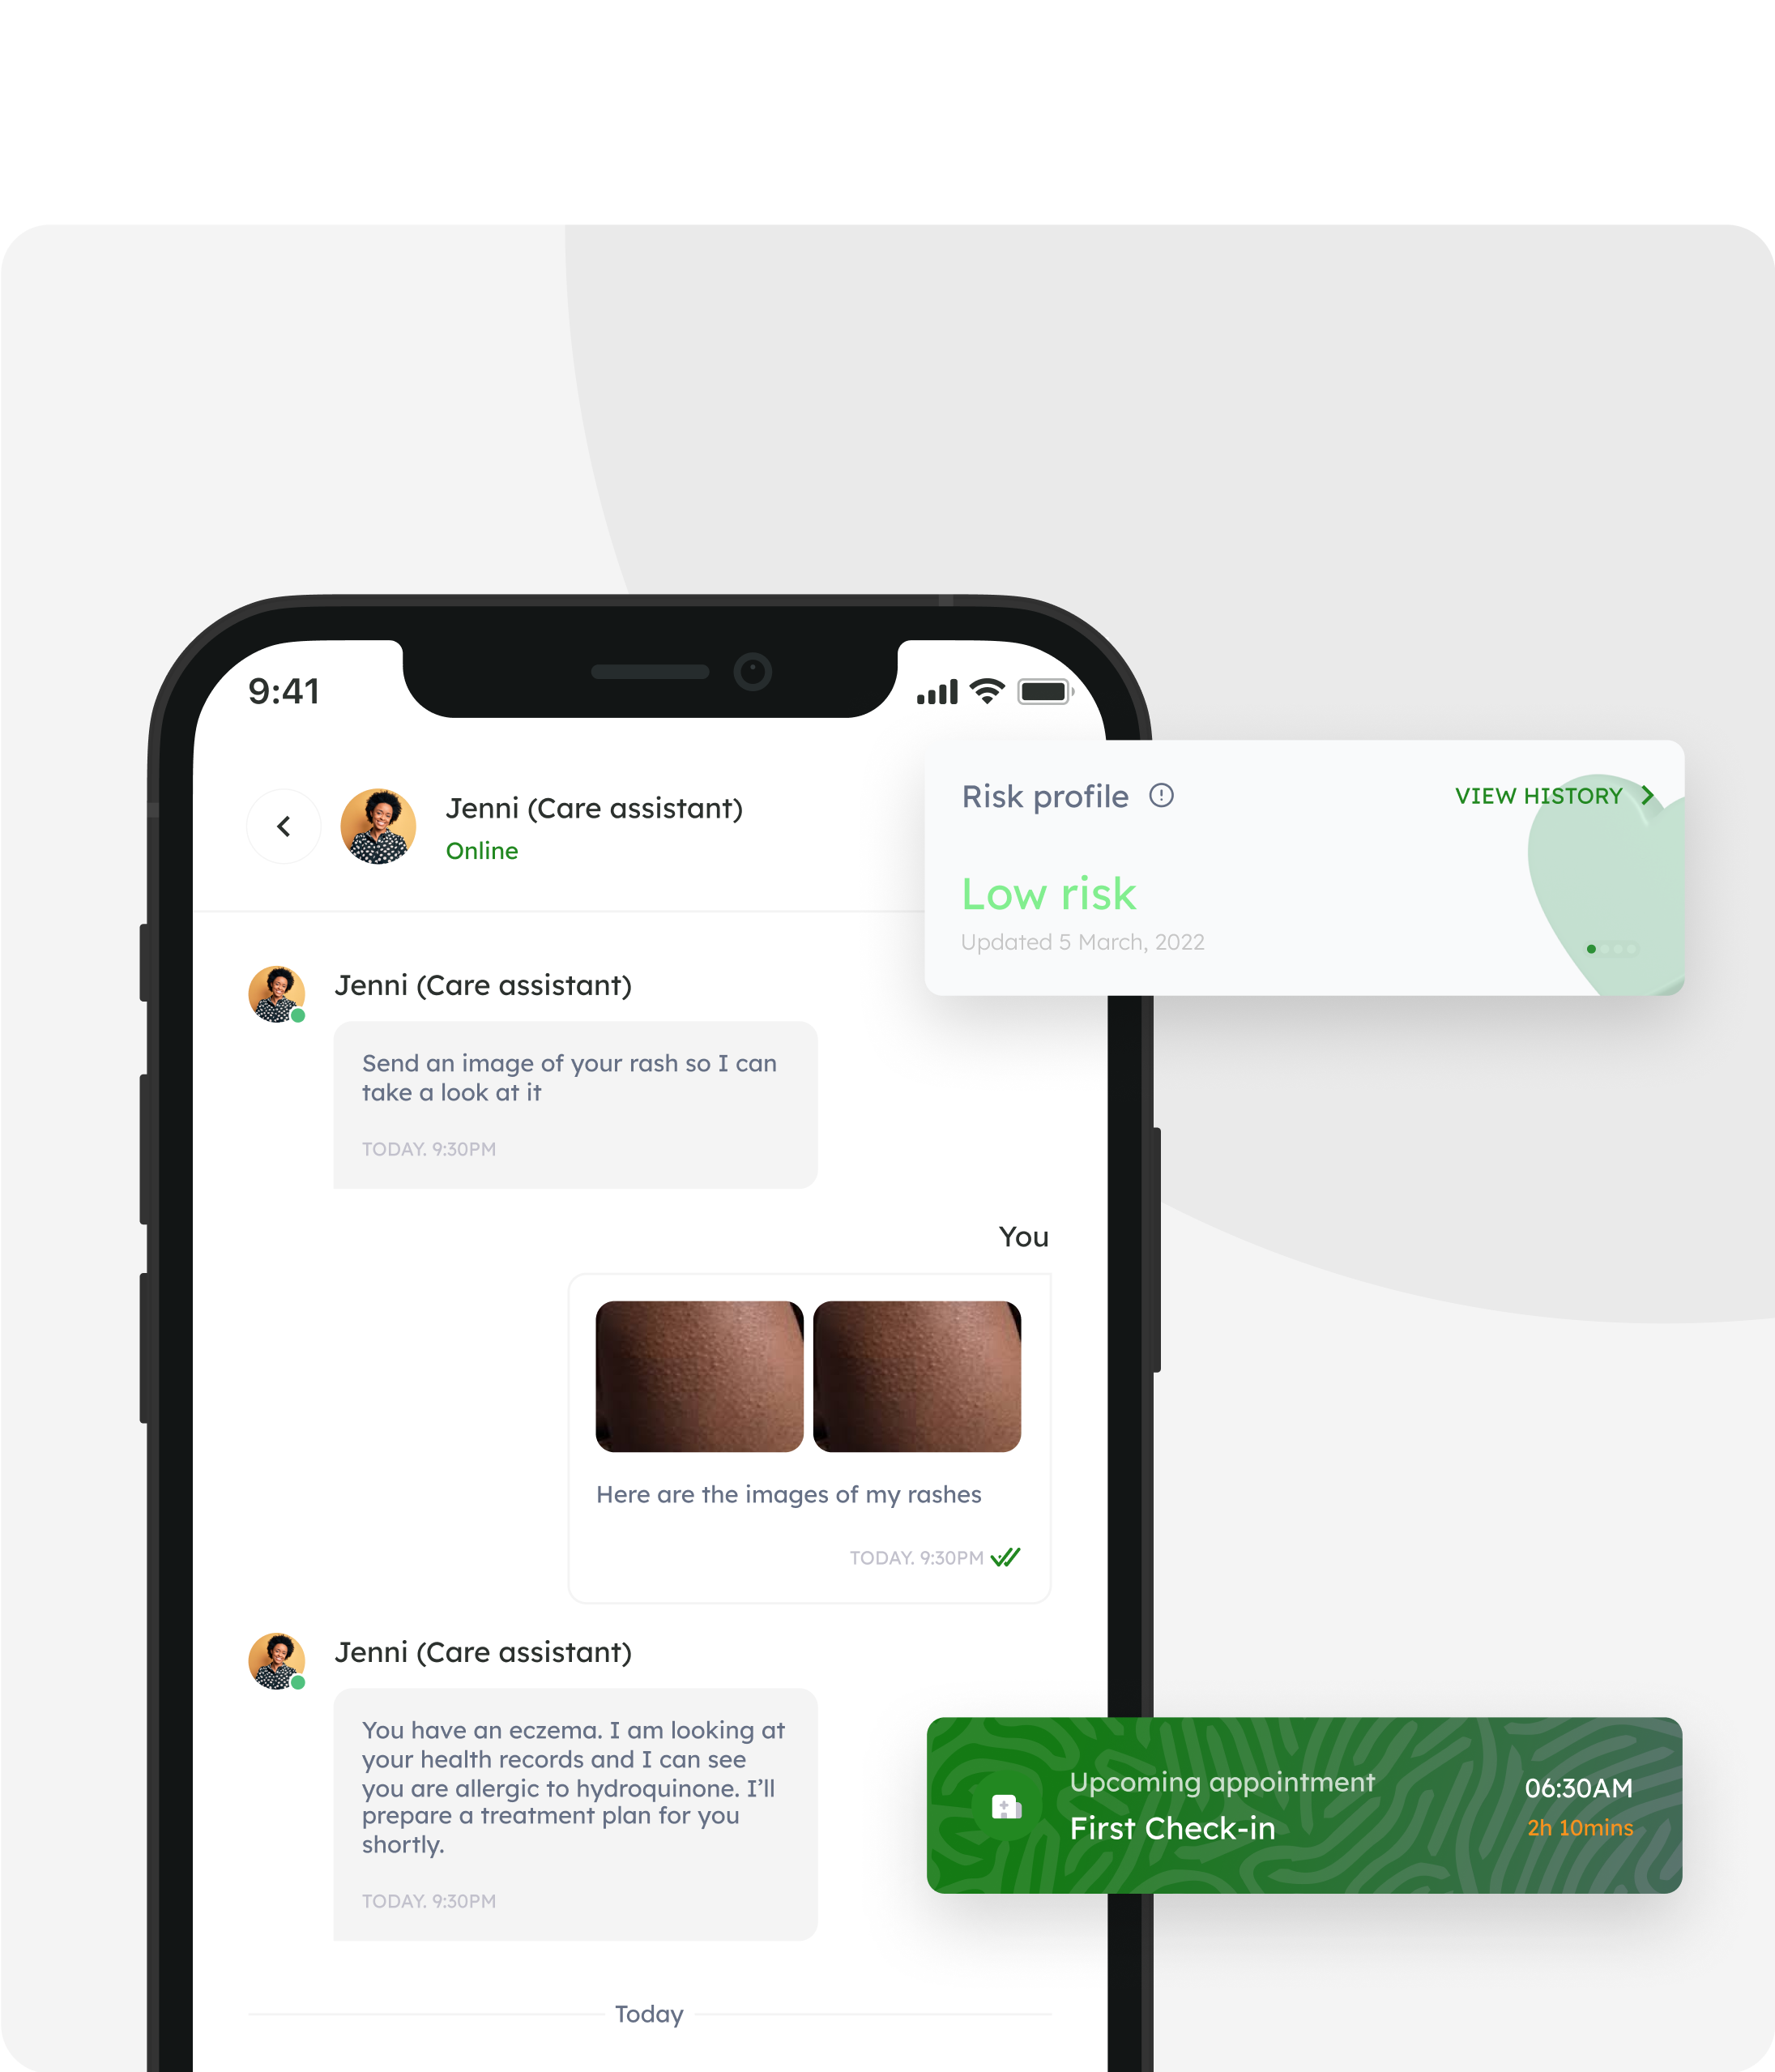 9:41
Jenni (Care assistant)
Online
Risk profile
VIEW HISTORY
Low risk
Updated 5 March, 2022
Jenni (Care assistant)
Send an image of your rash so I can
take a look at it
TODAY. 9:30PM
You
Here are the images of my rashes
TODAY. 9:30PM
Jenni (Care assistant)
You have an eczema. I am looking at
your health records and I can see
you are allergic to hydroquinone. I’ll
prepare a treatment plan for you
shortly.
TODAY. 9:30PM
Upcoming appointment
First Check-in
06:30AM
2h 10mins
Today